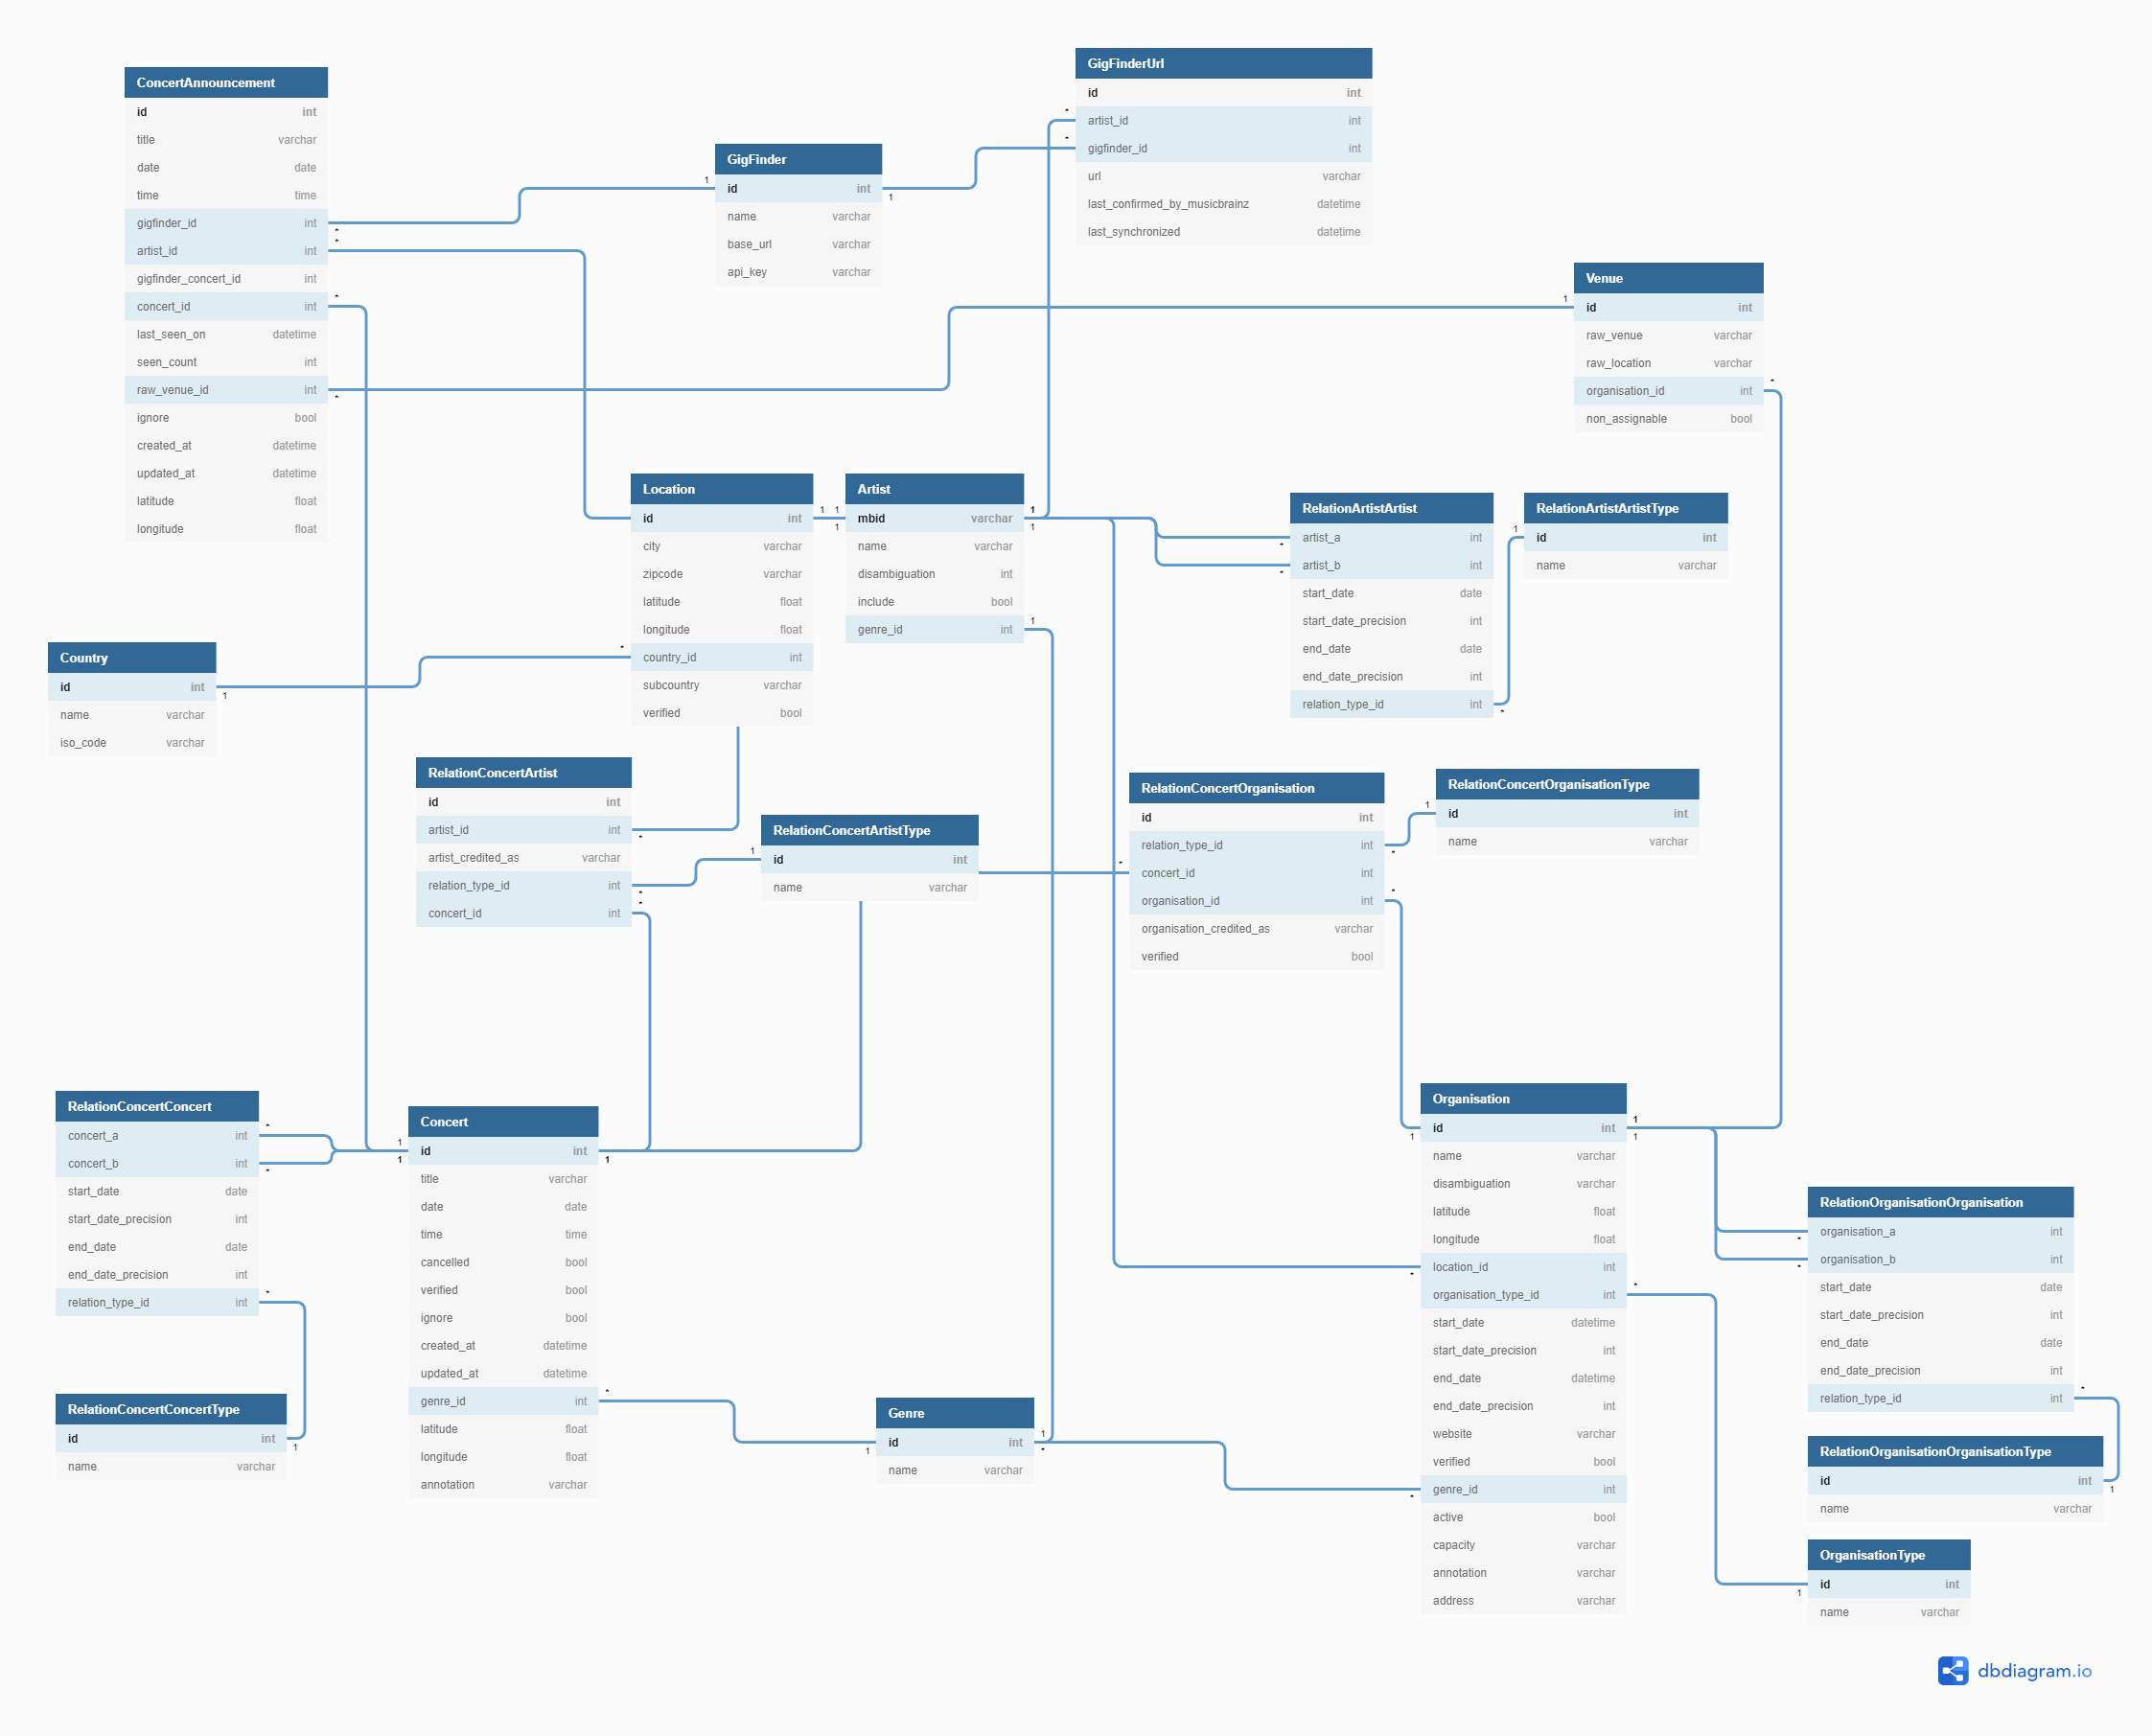 ConcertAnnouncement
id int
title varchar
date date
time time
gigfinder_id int
artist_id int
gigfinder_concert_id int
concert_id int
last_seen_on datetime
seen_count int
raw_venue_id int
ignore bool
created_at datetime
updated_at datetime
latitude float
longitude float
GigFinder
id int
name varchar
base_url varchar
api_key varchar
GigFinderUrl
id int
artist_id int
gigfinder_id int
url varchar
last_confirmed_by_musicbrainz datetime
last_synchronized datetime
Venue
id int
raw_venue varchar
raw_location varchar
organisation_id int
non_assignable bool
Location
id int
city varchar
zipcode varchar
latitude float
longitude float
country_id int
subcountry varchar
verified bool
Artist
mbid varchar
name varchar
disambiguation int
include bool
genre_id int
RelationArtistArtist
artist_a int
artist_b int
start_date date
start_date_precision int
end_date date
end_date_precision int
relation_type_id int
RelationArtistArtistType
id int
name varchar
Country
id int
name varchar
iso_code varchar
RelationConcertArtist
id int
artist_id int
artist_credited_as varchar
relation_type_id int
concert_id int
RelationConcertArtistType
id int
name varchar
RelationConcertOrganisation
id int
relation_type_id int
concert_id int
organisation_id int
organisation_credited_as varchar
verified bool
RelationConcertOrganisationType
id int
name varchar
RelationConcertConcert
concert_a int
concert_b int
start_date date
start_date_precision int
end_date date
end_date_precision int
relation_type_id int
RelationConcertConcertType
id int
name varchar
Concert
id int
title varchar
date date
time time
cancelled bool
verified bool
ignore bool
created_at datetime
updated_at datetime
genre_id int
latitude float
longitude float
annotation varchar
Genre
id int
name varchar
Organisation
id int
name varchar
disambiguation varchar
latitude float
longitude float
location_id int
organisation_type_id int
start_date datetime
start_date_precision int
end_date datetime
end_date_precision int
website varchar
verified bool
genre_id int
active bool
capacity varchar
annotation varchar
address varchar
RelationOrganisationOrganisation
organisation_a int
organisation_b int
start_date date
start_date_precision int
end_date date
end_date_precision int
relation_type_id int
RelationOrganisationOrganisationType
id int
name varchar
OrganisationType
id int
name varchar
dbdiagram.io